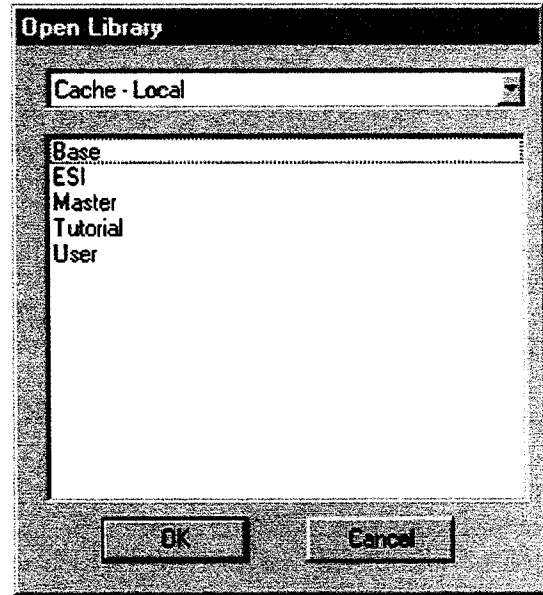 Open Library
Cache - Local
Base
ESI
Master
Tutorial
User
OK Cancel